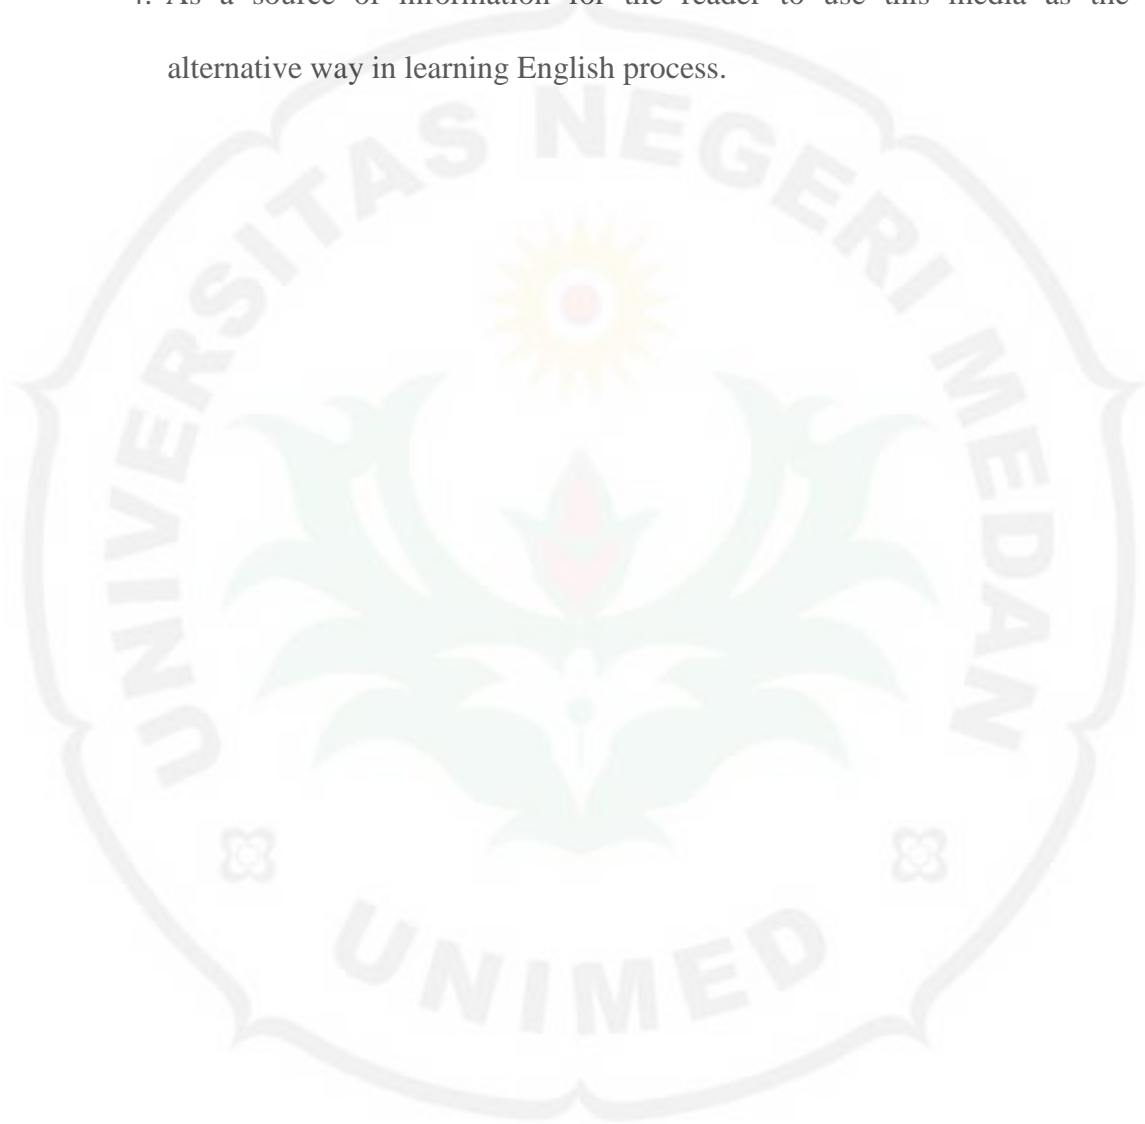 4. As a source of information for the reader to use this media as the
alternative way in learning English process.
UNIVERSITAS NEGERI MEDAN
UNIMED